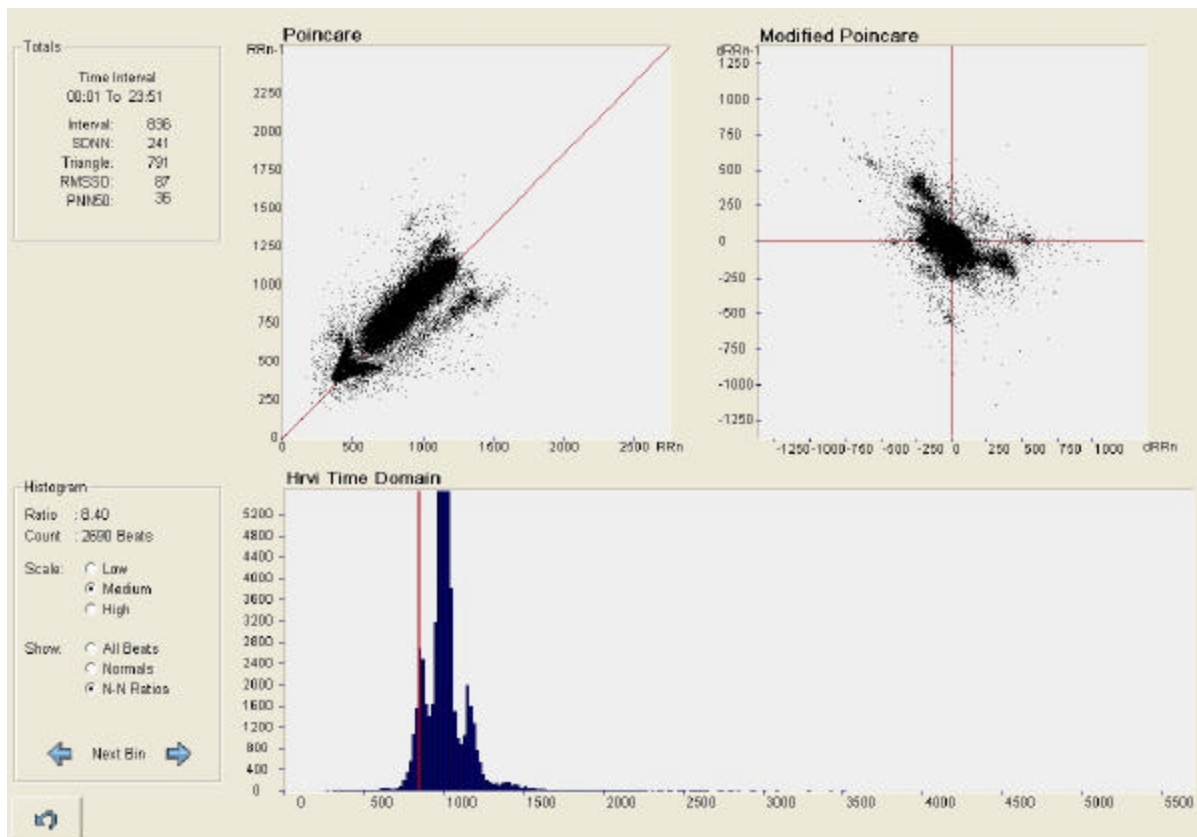 Totals
Time Interval
00:01 To 23:51
Interval: 836
SDNN: 241
Triangle: 791
RMSSD: 87
PNN50: 36
Poincare
RRn-1
2250
2000
1750
1500
1250
1000
750
500
250
0
0 500 1000 1500 2000 2500 RRn
Modified Poincare
dRRn-1
1250
1000
750
500
250
0
-250
-500
-750
-1000
-1250
-1250 -1000 -750 -500 -250 0 250 500 750 1000 dRRn
Histogram
Ratio : 8.40
Count : 2690 Beats
Scale: Low
Medium
High
Show: All Beats
Normals
N-N Ratios
Next Bin
Hrvi Time Domain
5200
4800
4400
4000
3600
3200
2800
2400
2000
1600
1200
800
400
0
0 500 1000 1500 2000 2500 3000 3500 4000 4500 5000 5500